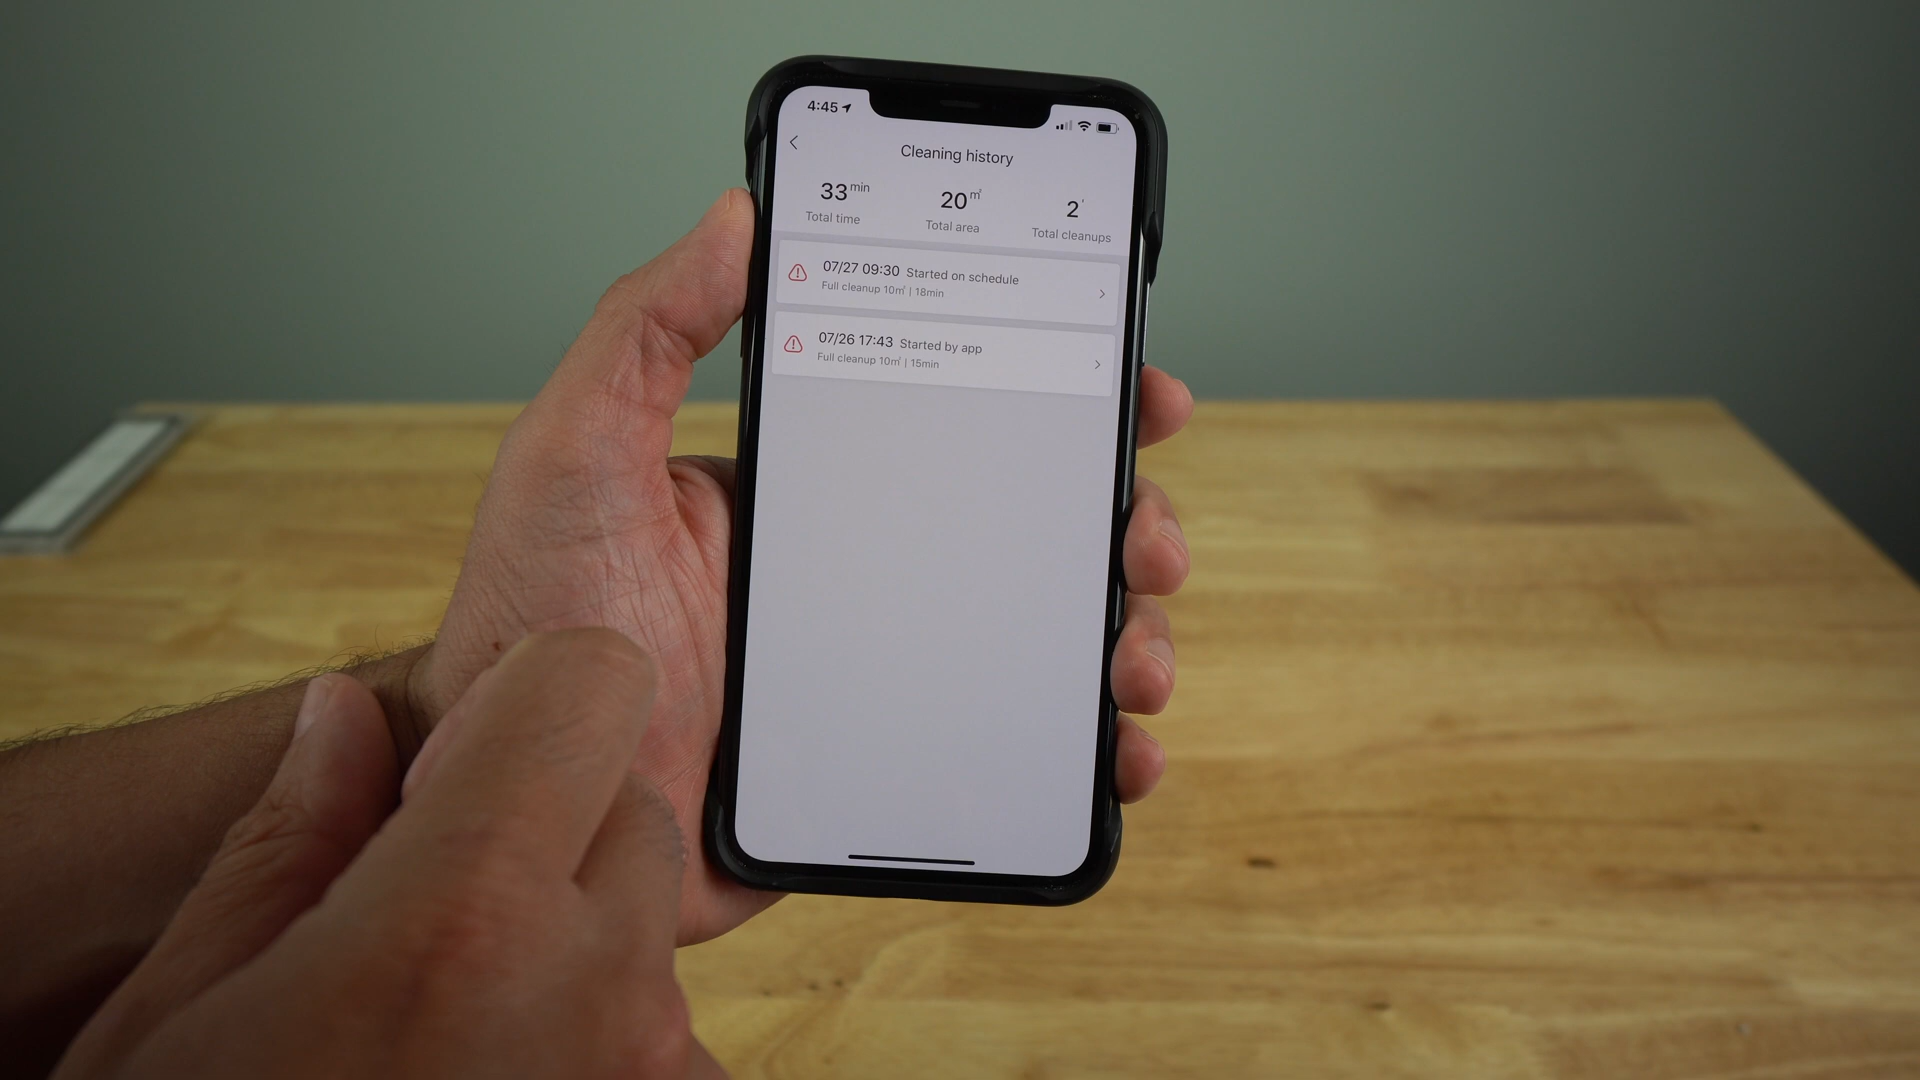 4:45
Cleaning history
33 min 20 ㎡ 2
Total time Total area Total cleanups
07/27 09:30 Started on schedule
Full cleanup 10㎡ | 18min
07/26 17:43 Started by app
Full cleanup 10㎡ | 15min